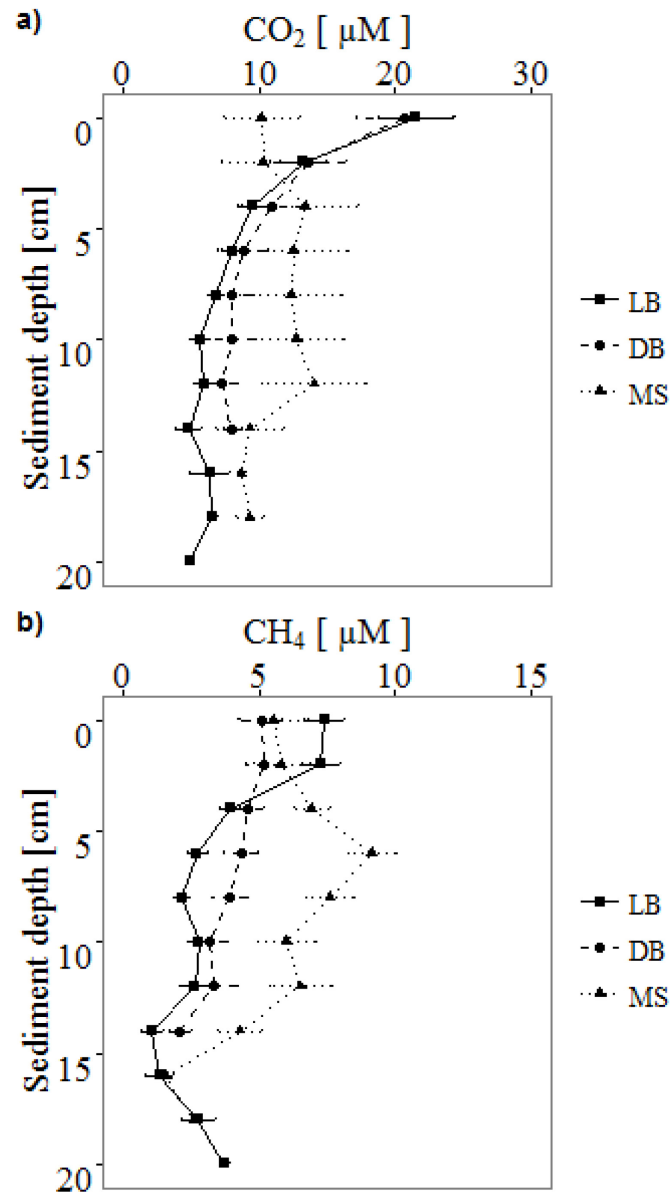 a)
CO₂ [ µM ]
0 10 20 30
Sediment depth [cm]
0
5
10
15
20
LB
DB
MS
b)
CH₄ [ µM ]
0 5 10 15
Sediment depth [cm]
0
5
10
15
20
LB
DB
MS